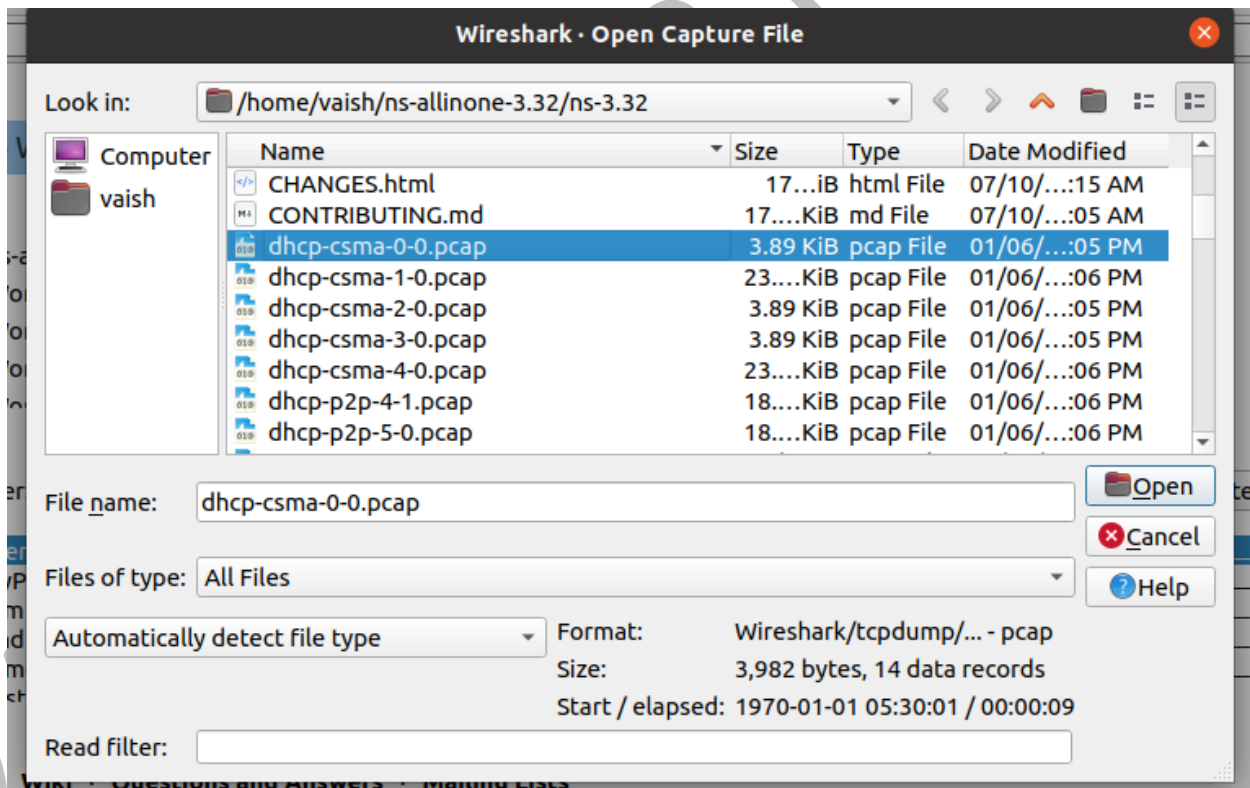 Wireshark · Open Capture File
Look in: /home/vaish/ns-allinone-3.32/ns-3.32
Computer
vaish
Name Size Type Date Modified
CHANGES.html 17...iB html File 07/10/...:15 AM
CONTRIBUTING.md 17....KiB md File 07/10/...:05 AM
dhcp-csma-0-0.pcap 3.89 KiB pcap File 01/06/...:05 PM
dhcp-csma-1-0.pcap 23....KiB pcap File 01/06/...:06 PM
dhcp-csma-2-0.pcap 3.89 KiB pcap File 01/06/...:05 PM
dhcp-csma-3-0.pcap 3.89 KiB pcap File 01/06/...:05 PM
dhcp-csma-4-0.pcap 23....KiB pcap File 01/06/...:06 PM
dhcp-p2p-4-1.pcap 18....KiB pcap File 01/06/...:06 PM
dhcp-p2p-5-0.pcap 18....KiB pcap File 01/06/...:06 PM
File name: dhcp-csma-0-0.pcap
Open
Cancel
Files of type: All Files
Help
Automatically detect file type
Format: Wireshark/tcpdump/... - pcap
Size: 3,982 bytes, 14 data records
Start / elapsed: 1970-01-01 05:30:01 / 00:00:09
Read filter:
Wiki · Questions and Answers · Mailing Lists